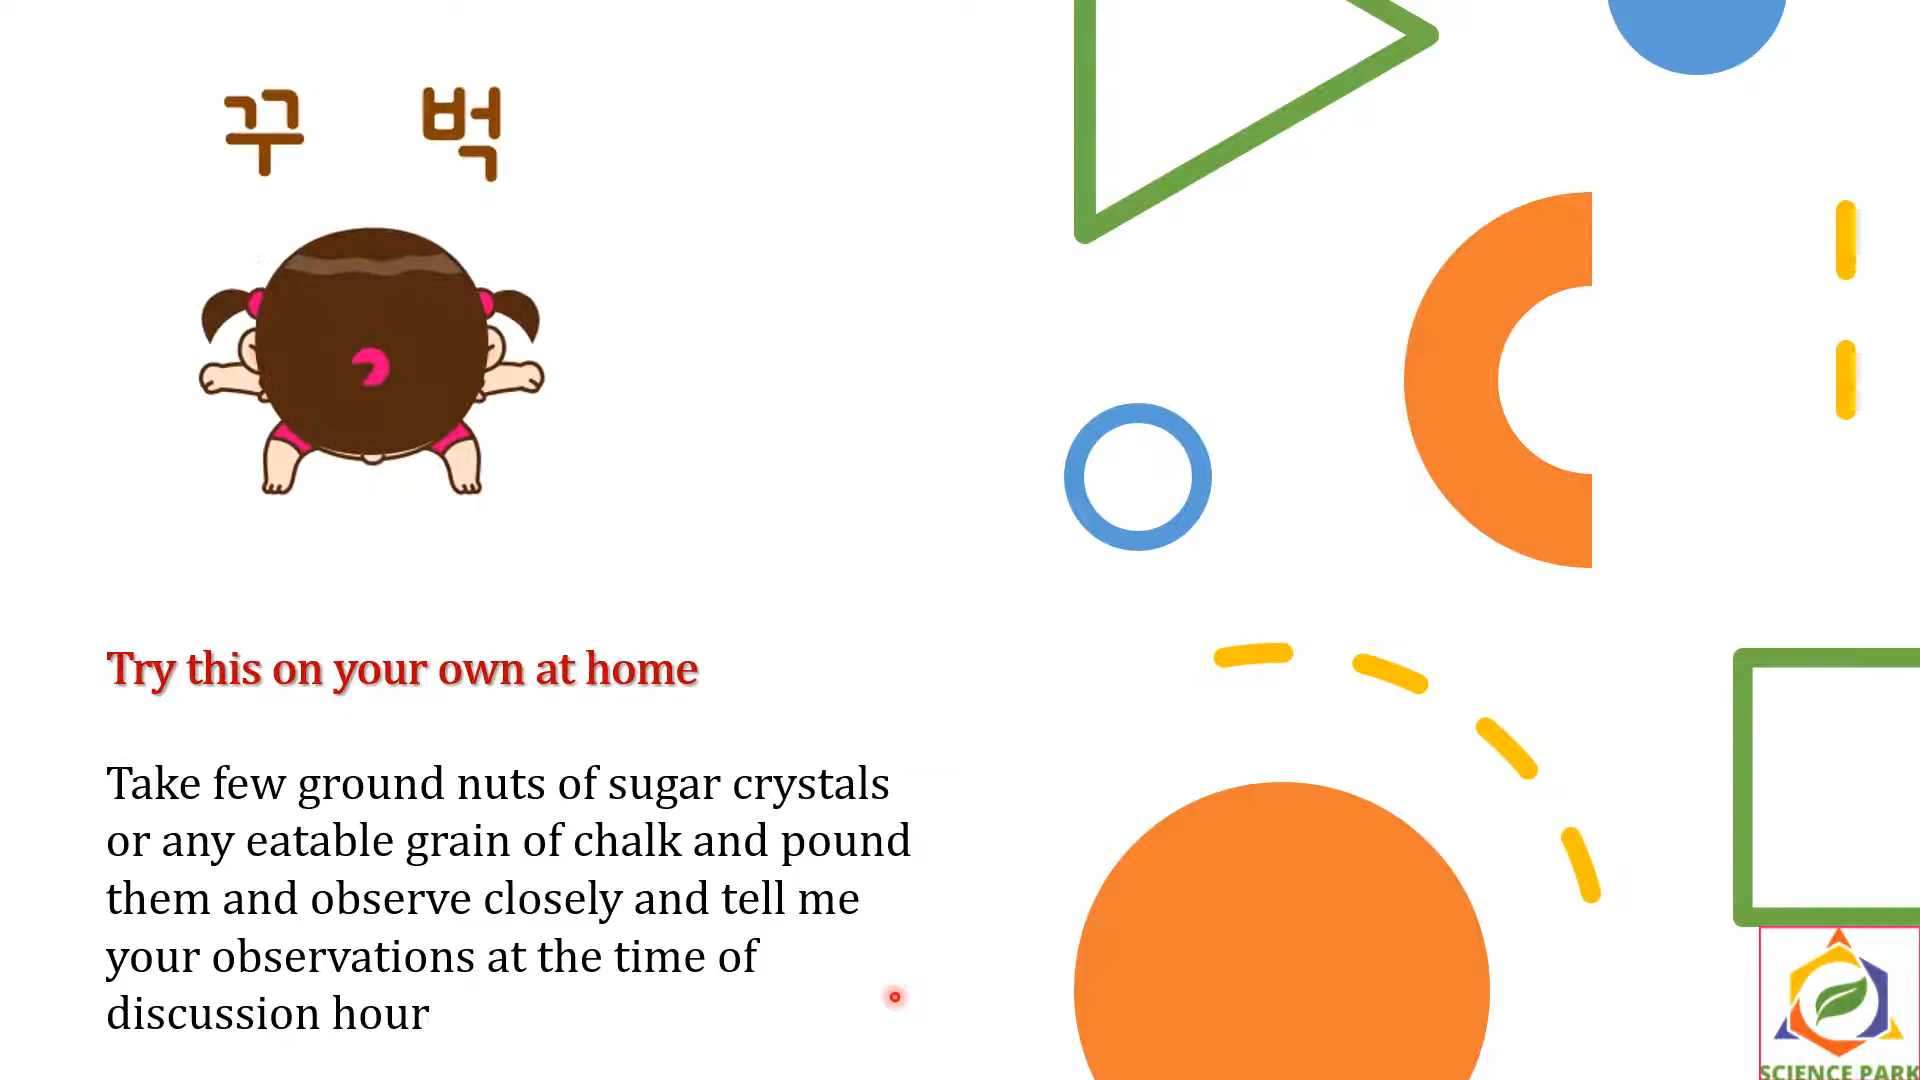 꾸 벅
Try this on your own at home
Take few ground nuts of sugar crystals
or any eatable grain of chalk and pound
them and observe closely and tell me
your observations at the time of
discussion hour
SCIENCE PARK